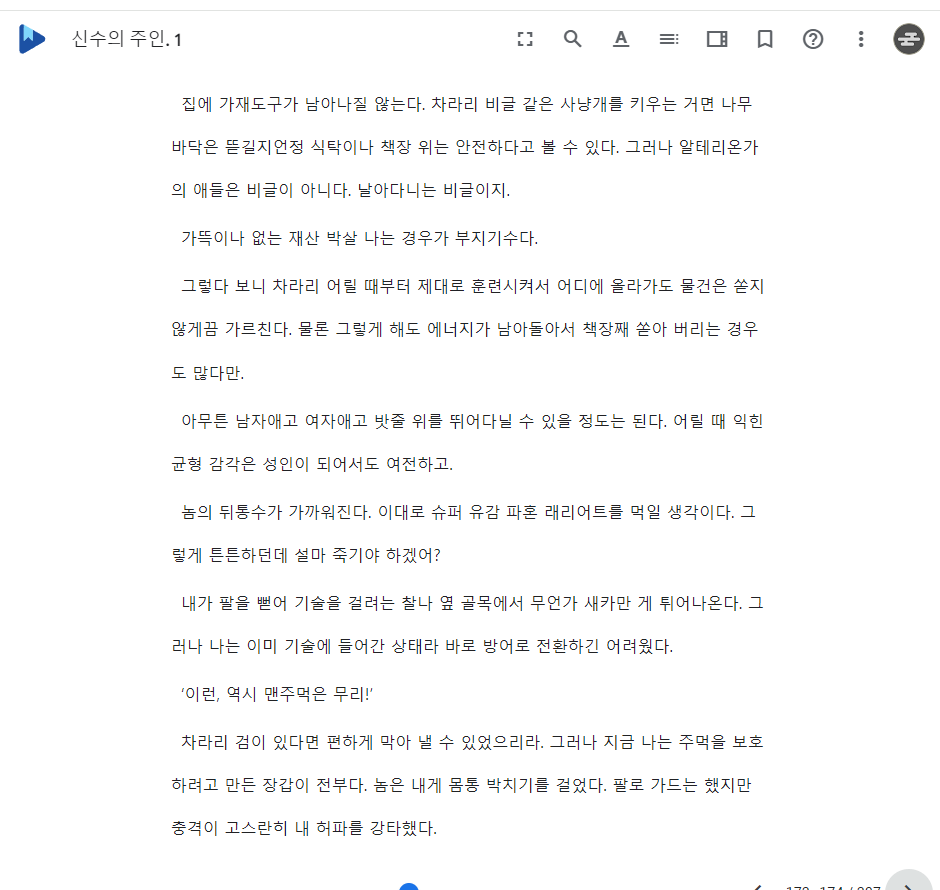 신수의 주인. 1
집에 가재도구가 남아나질 않는다. 차라리 비글 같은 사냥개를 키우는 거면 나무
바닥은 뜯길지언정 식탁이나 책장 위는 안전하다고 볼 수 있다. 그러나 알테리온가
의 애들은 비글이 아니다. 날아다니는 비글이지.
가뜩이나 없는 재산 박살 나는 경우가 부지기수다.
그렇다 보니 차라리 어릴 때부터 제대로 훈련시켜서 어디에 올라가도 물건은 쏟지
않게끔 가르친다. 물론 그렇게 해도 에너지가 남아돌아서 책장째 쏟아 버리는 경우
도 많다만.
아무튼 남자애고 여자애고 밧줄 위를 뛰어다닐 수 있을 정도는 된다. 어릴 때 익힌
균형 감각은 성인이 되어서도 여전하고.
놈의 뒤통수가 가까워진다. 이대로 슈퍼 유감 파혼 래리어트를 먹일 생각이다. 그
렇게 튼튼하던데 설마 죽기야 하겠어?
내가 팔을 뻗어 기술을 걸려는 찰나 옆 골목에서 무언가 새카만 게 튀어나온다. 그
러나 나는 이미 기술에 들어간 상태라 바로 방어로 전환하긴 어려웠다.
‘이런, 역시 맨주먹은 무리!’
차라리 검이 있다면 편하게 막아 낼 수 있었으리라. 그러나 지금 나는 주먹을 보호
하려고 만든 장갑이 전부다. 놈은 내게 몸통 박치기를 걸었다. 팔로 가드는 했지만
충격이 고스란히 내 허파를 강타했다.